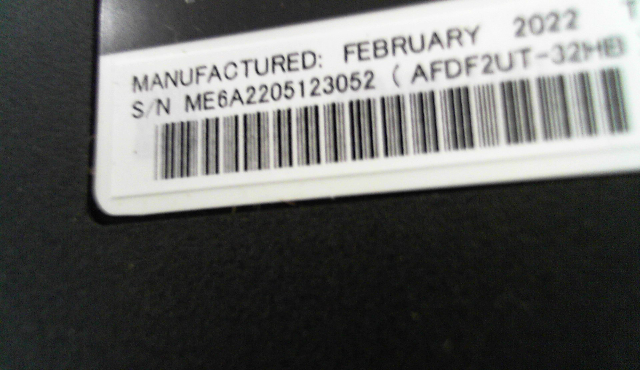 MANUFACTURED: FEBRUARY 2022
S/N ME6A2205123052 ( AFDF2UT-32HB